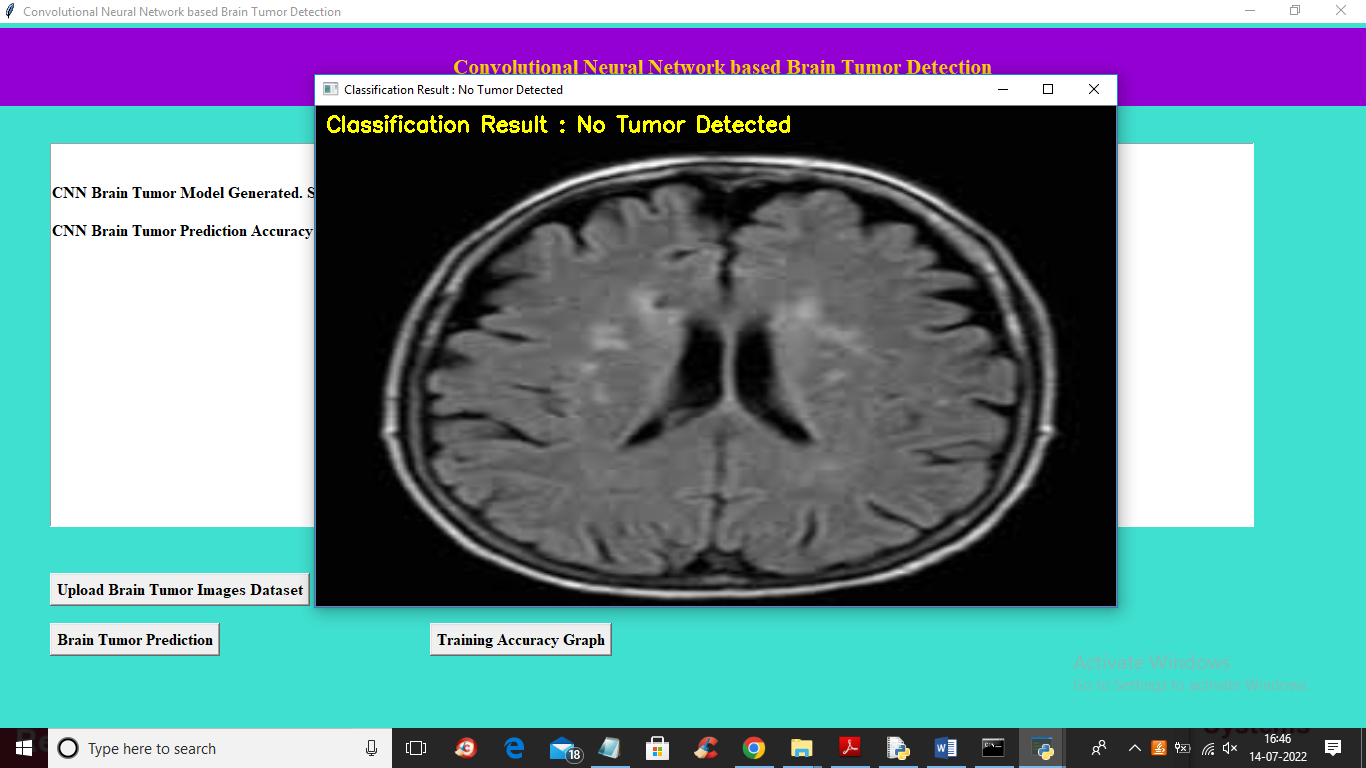 Convolutional Neural Network based Brain Tumor Detection
Convolutional Neural Network based Brain Tumor Detection
Classification Result : No Tumor Detected
Classification Result : No Tumor Detected
CNN Brain Tumor Model Generated. S
CNN Brain Tumor Prediction Accuracy
Upload Brain Tumor Images Dataset
Brain Tumor Prediction
Training Accuracy Graph
Activate Windows
Go to Settings to activate Windows.
Systems
Type here to search
18
16:46
14-07-2022